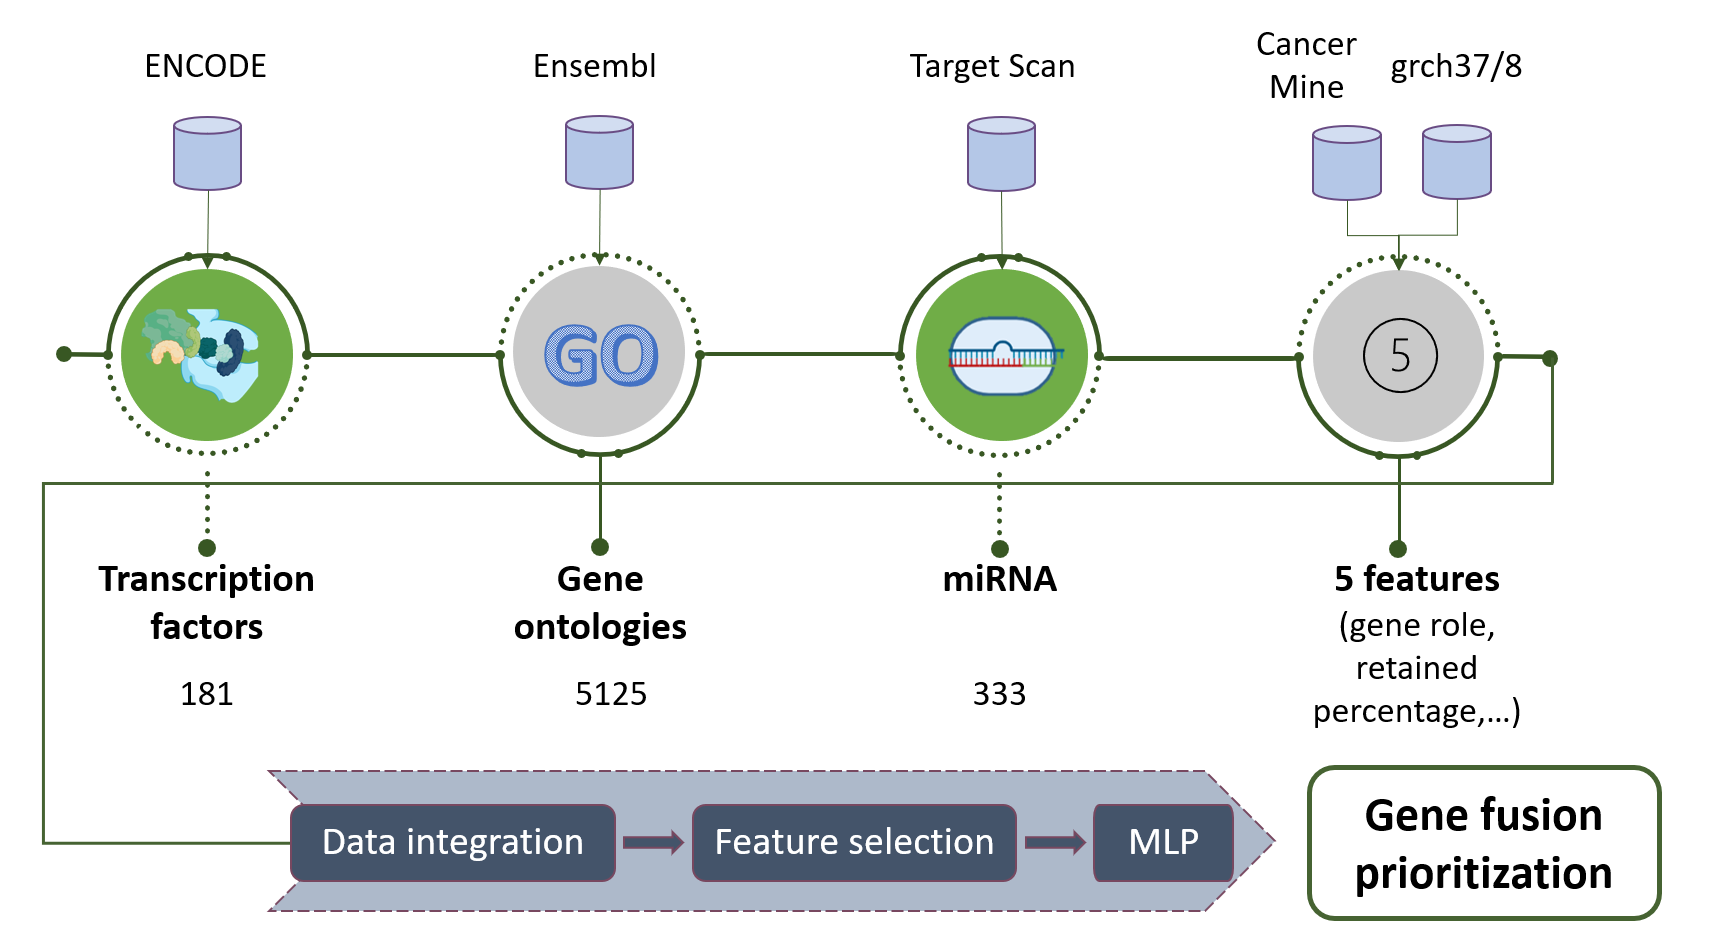 ENCODE
Ensembl
Target Scan
Cancer
Mine
grch37/8
GO
5
Transcription
factors
181
Gene
ontologies
5125
miRNA
333
5 features
(gene role,
retained
percentage,...)
Data integration
Feature selection
MLP
Gene fusion
prioritization